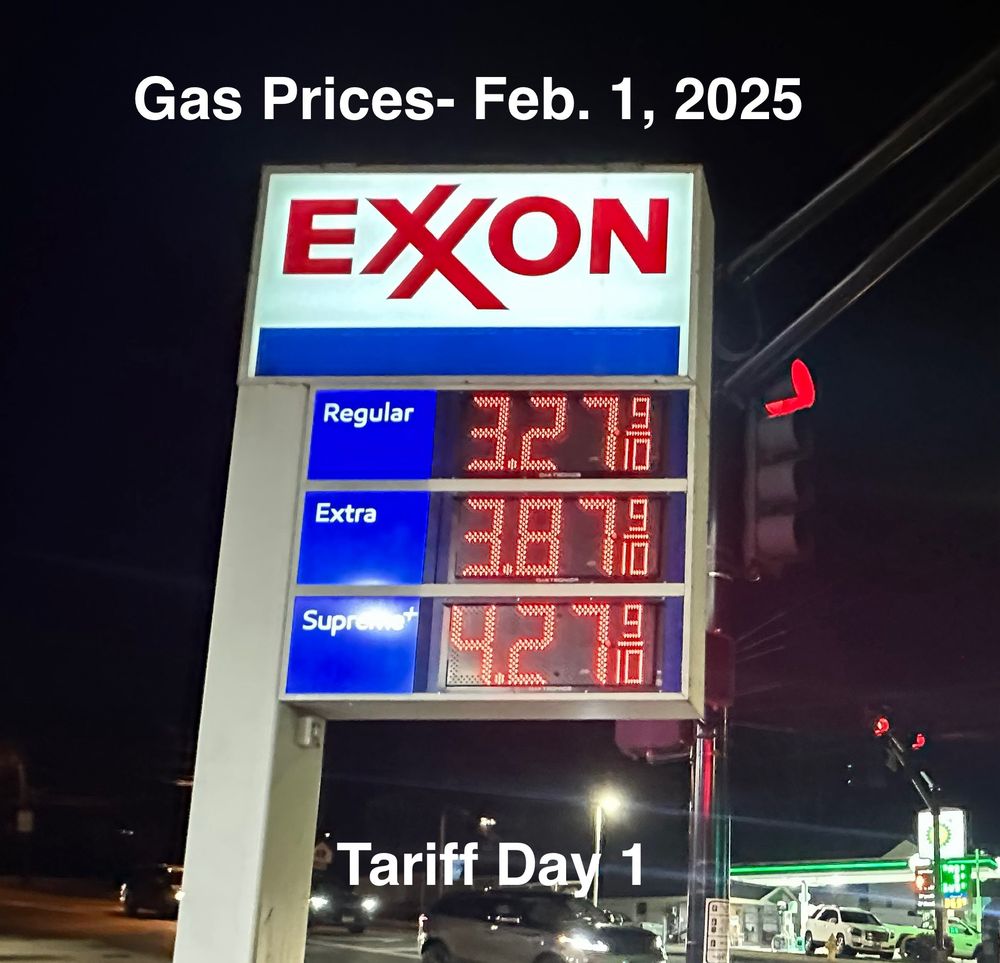 Gas Prices- Feb. 1, 2025
EXXON
Regular 3.27 9/10
Extra 3.87 9/10
Supreme+ 4.27 9/10
Tariff Day 1